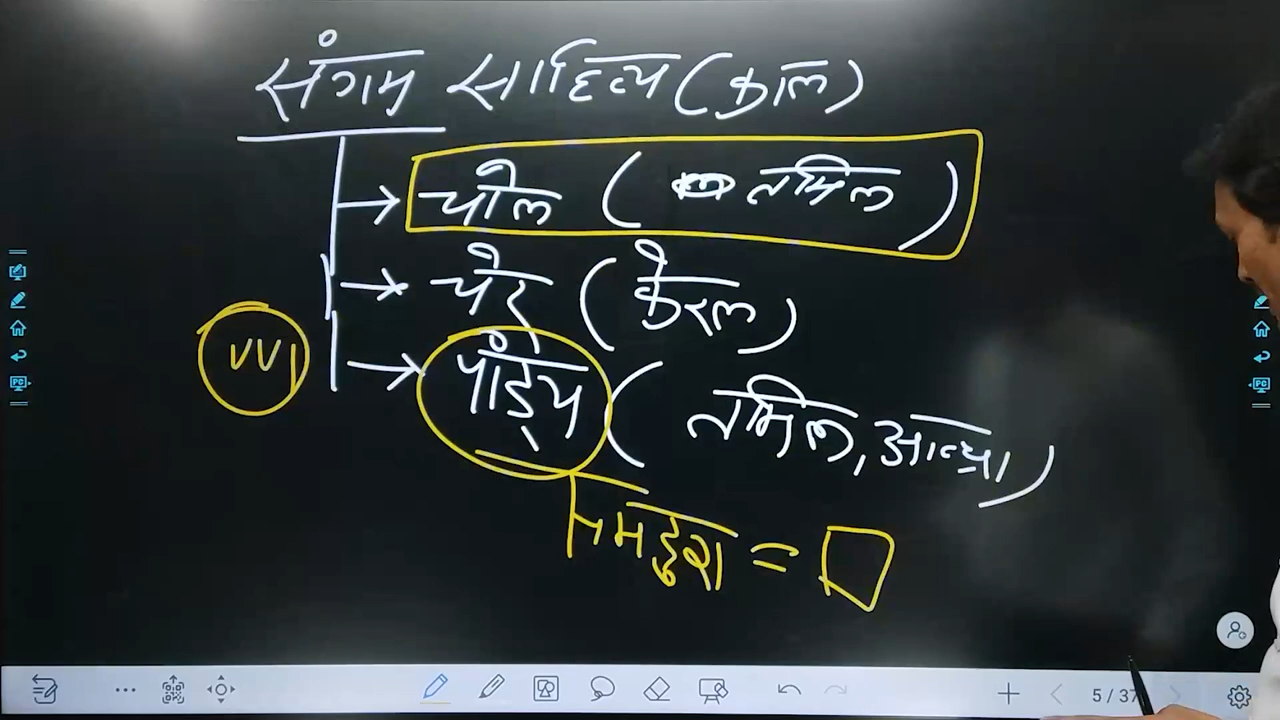 संगम साहित्य (काल)
→ चोल ( तमिल )
→ चेर ( केरल )
VVI → पांड्य ( तमिल, आन्ध्रा )
मदुरा =
5 / 37